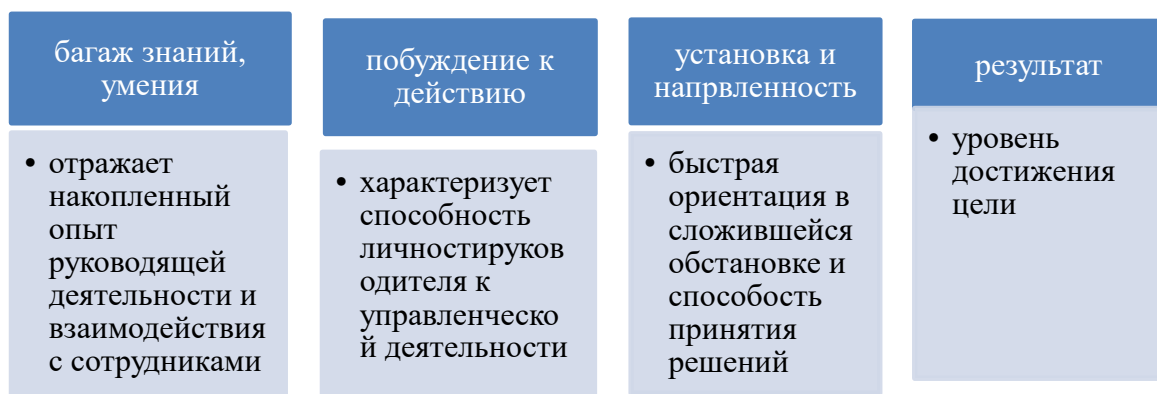 багаж знаний,
умения
• отражает
накопленный
опыт
руководящей
деятельности и
взаимодействия
с сотрудниками
побуждение к
действию
• характеризует
способность
личностируков
одителя к
управленческо
й деятельности
установка и
напрвленность
• быстрая
ориентация в
сложившейся
обстановке и
способость
принятия
решений
результат
• уровень
достижения
цели